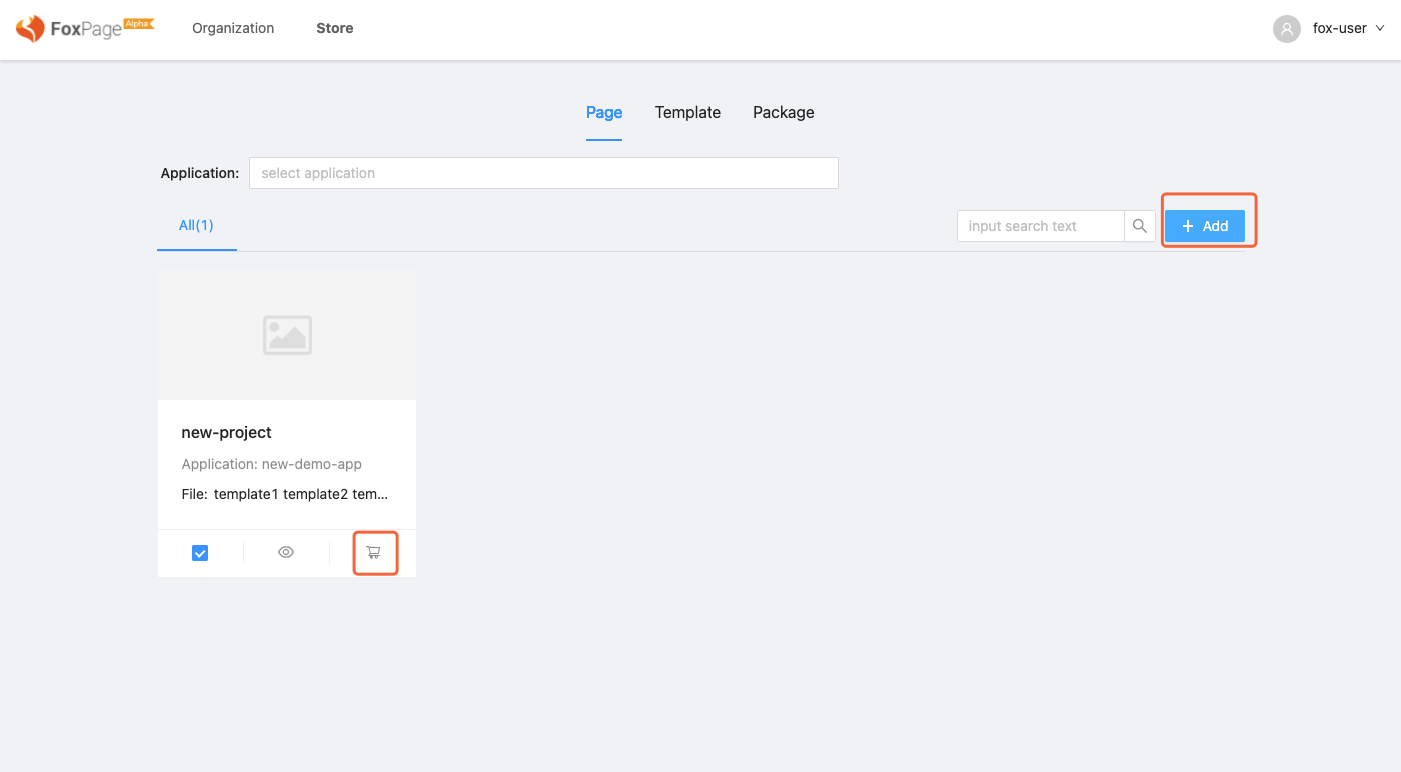 FoxPage Alpha Organization Store fox-user
Page Template Package
Application: select application
All(1) input search text + Add
new-project
Application: new-demo-app
File: template1 template2 tem...